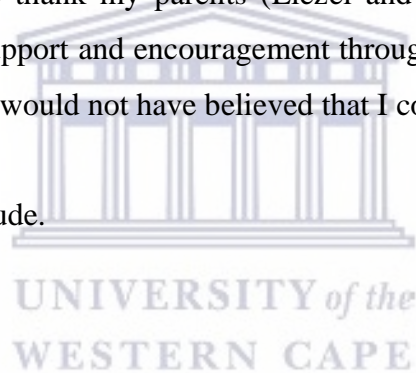 thank my parents (Liezel and
pport and encouragement throug
would not have believed that I co
ude.
UNIVERSITY of the
WESTERN CAPE